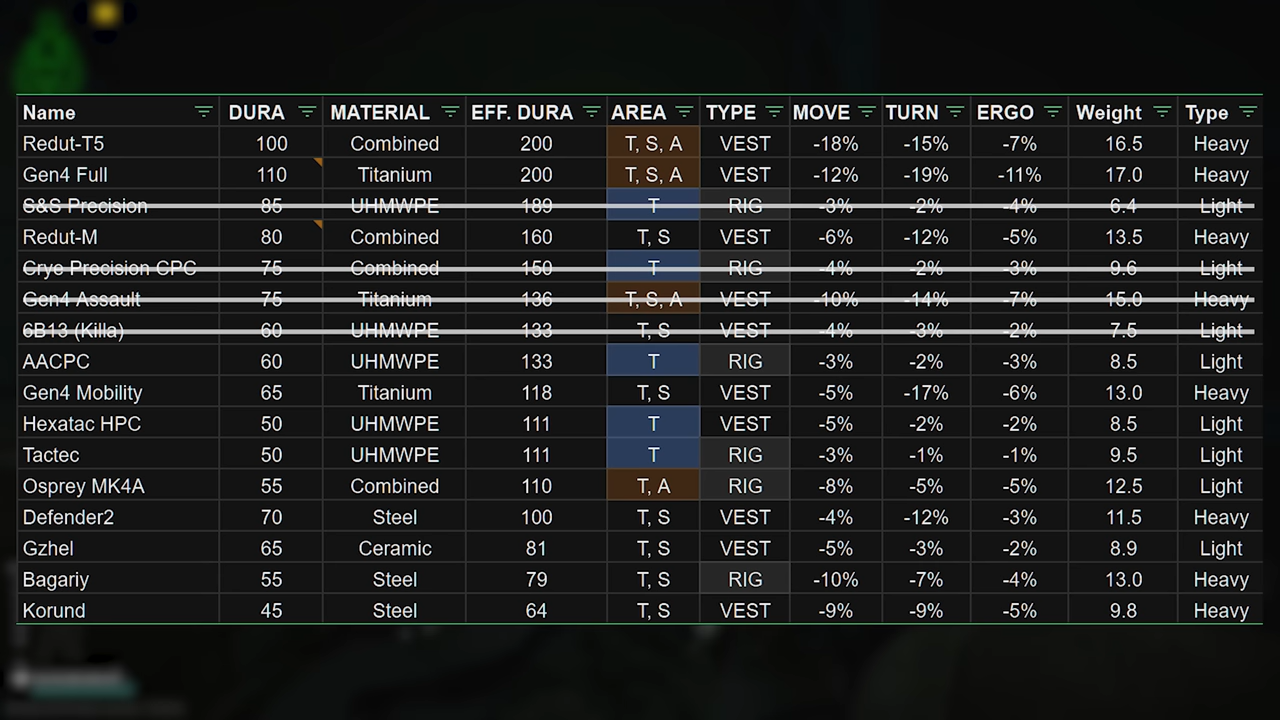 Name DURA MATERIAL EFF. DURA AREA TYPE MOVE TURN ERGO Weight Type
Redut-T5 100 Combined 200 T, S, A VEST -18% -15% -7% 16.5 Heavy
Gen4 Full 110 Titanium 200 T, S, A VEST -12% -19% -11% 17.0 Heavy
S&S Precision 85 UHMWPE 189 T RIG -3% -2% -4% 6.4 Light
Redut-M 80 Combined 160 T, S VEST -6% -12% -5% 13.5 Heavy
Crye Precision CPC 75 Combined 150 T RIG -4% -2% -3% 9.6 Light
Gen4 Assault 75 Titanium 136 T, S, A VEST -10% -14% -7% 15.0 Heavy
6B13 (Killa) 60 UHMWPE 133 T, S VEST -4% -3% -2% 7.5 Light
AACPC 60 UHMWPE 133 T RIG -3% -2% -3% 8.5 Light
Gen4 Mobility 65 Titanium 118 T, S VEST -5% -17% -6% 13.0 Heavy
Hexatac HPC 50 UHMWPE 111 T VEST -5% -2% -2% 8.5 Light
Tactec 50 UHMWPE 111 T RIG -3% -1% -1% 9.5 Light
Osprey MK4A 55 Combined 110 T, A RIG -8% -5% -5% 12.5 Light
Defender2 70 Steel 100 T, S VEST -4% -12% -3% 11.5 Heavy
Gzhel 65 Ceramic 81 T, S VEST -5% -3% -2% 8.9 Light
Bagariy 55 Steel 79 T, S RIG -10% -7% -4% 13.0 Heavy
Korund 45 Steel 64 T, S VEST -9% -9% -5% 9.8 Heavy